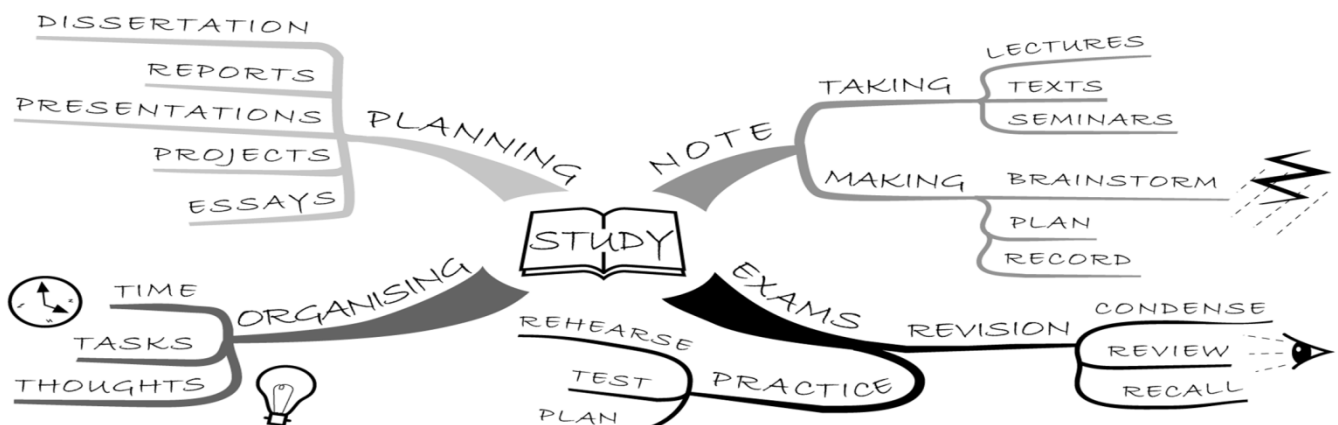 STUDY
PLANNING
DISSERTATION
REPORTS
PRESENTATIONS
PROJECTS
ESSAYS
NOTE
TAKING
LECTURES
TEXTS
SEMINARS
MAKING
BRAINSTORM
PLAN
RECORD
ORGANISING
TIME
TASKS
THOUGHTS
EXAMS
REVISION
CONDENSE
REVIEW
RECALL
PRACTICE
REHEARSE
TEST
PLAN